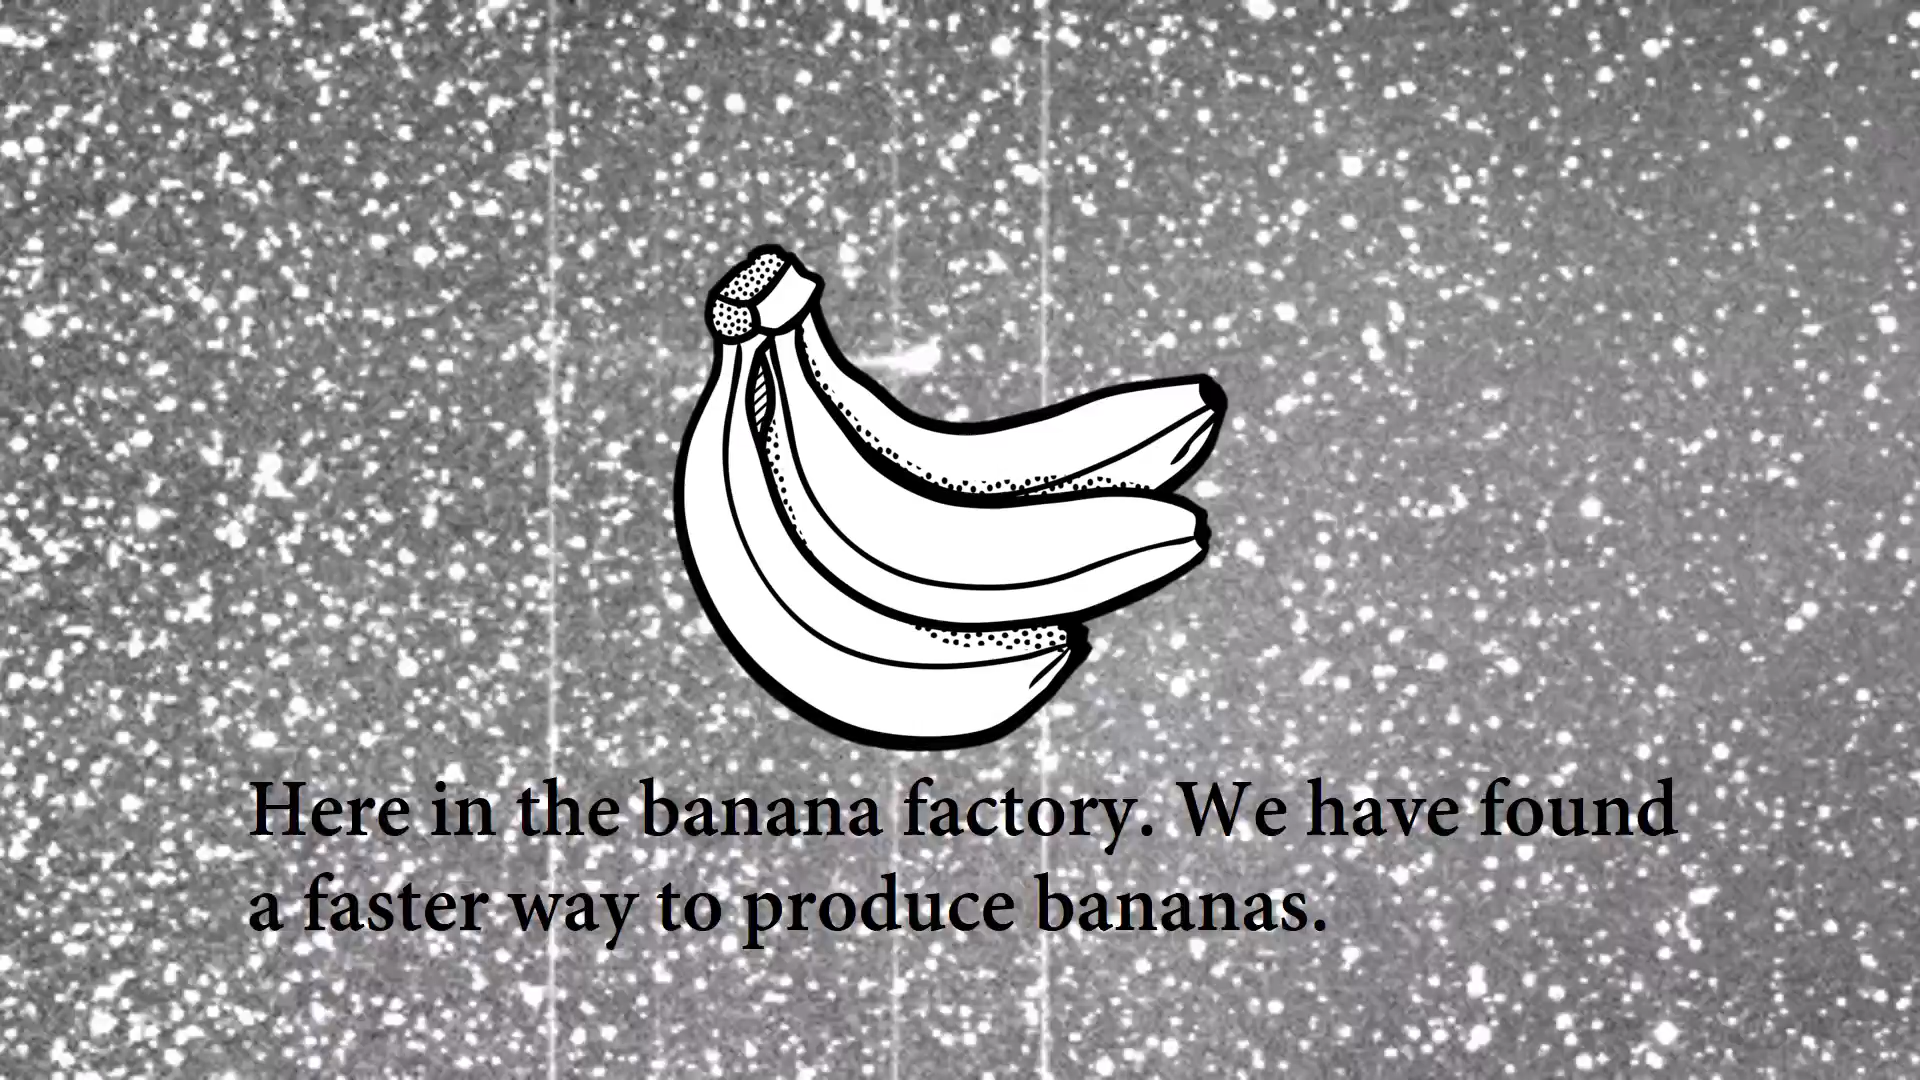 Here in the banana factory. We have found
a faster way to produce bananas.